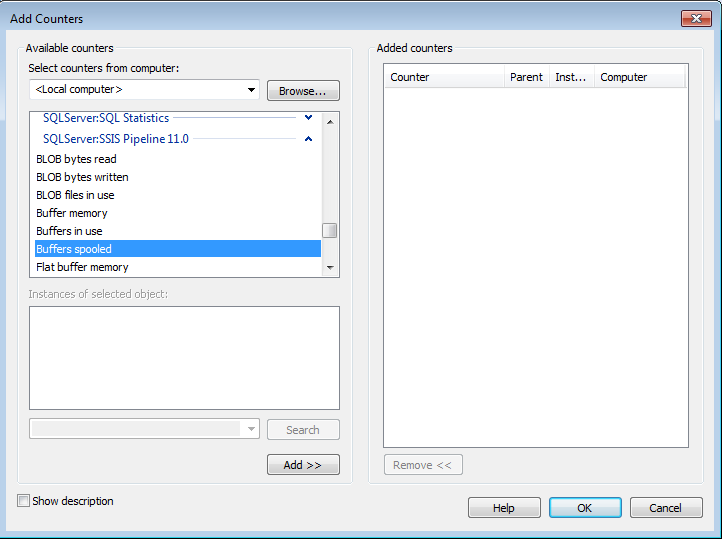 Add Counters
Available counters
Select counters from computer:
<Local computer>
Browse...
SQLServer:SQL Statistics
SQLServer:SSIS Pipeline 11.0
BLOB bytes read
BLOB bytes written
BLOB files in use
Buffer memory
Buffers in use
Buffers spooled
Flat buffer memory
Instances of selected object:
Search
Add >>
Show description
Added counters
Counter Parent Inst... Computer
Remove <<
Help OK Cancel